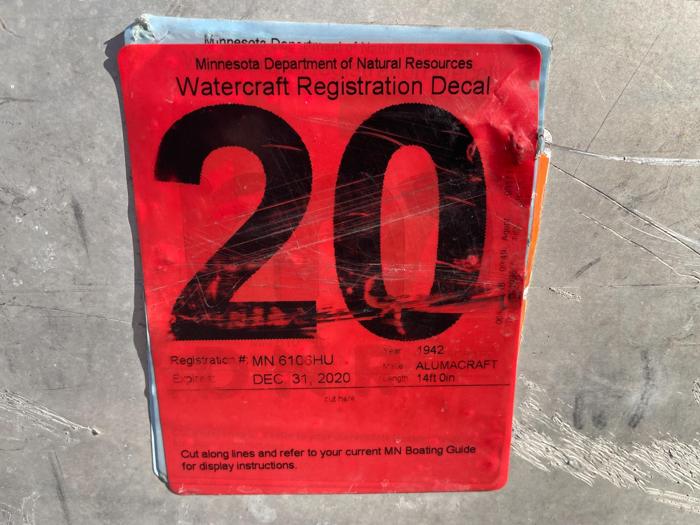 Minnesota
Minnesota Department of Natural Resources
Watercraft Registration Decal
20
Registration #: MN 6106HU
Expires: DEC 31, 2020
Year 1942
Make ALUMACRAFT
Length 14ft 0in
cut here
Cut along lines and refer to your current MN Boating Guide
for display instructions.